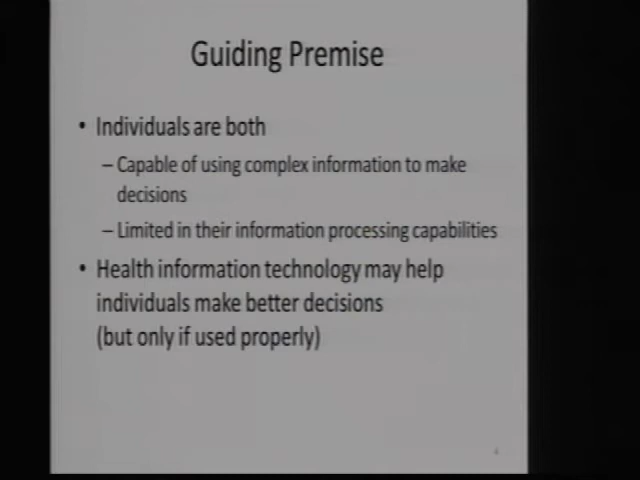 Guiding Premise
• Individuals are both
– Capable of using complex information to make
decisions
– Limited in their information processing capabilities
• Health information technology may help
individuals make better decisions
(but only if used properly)